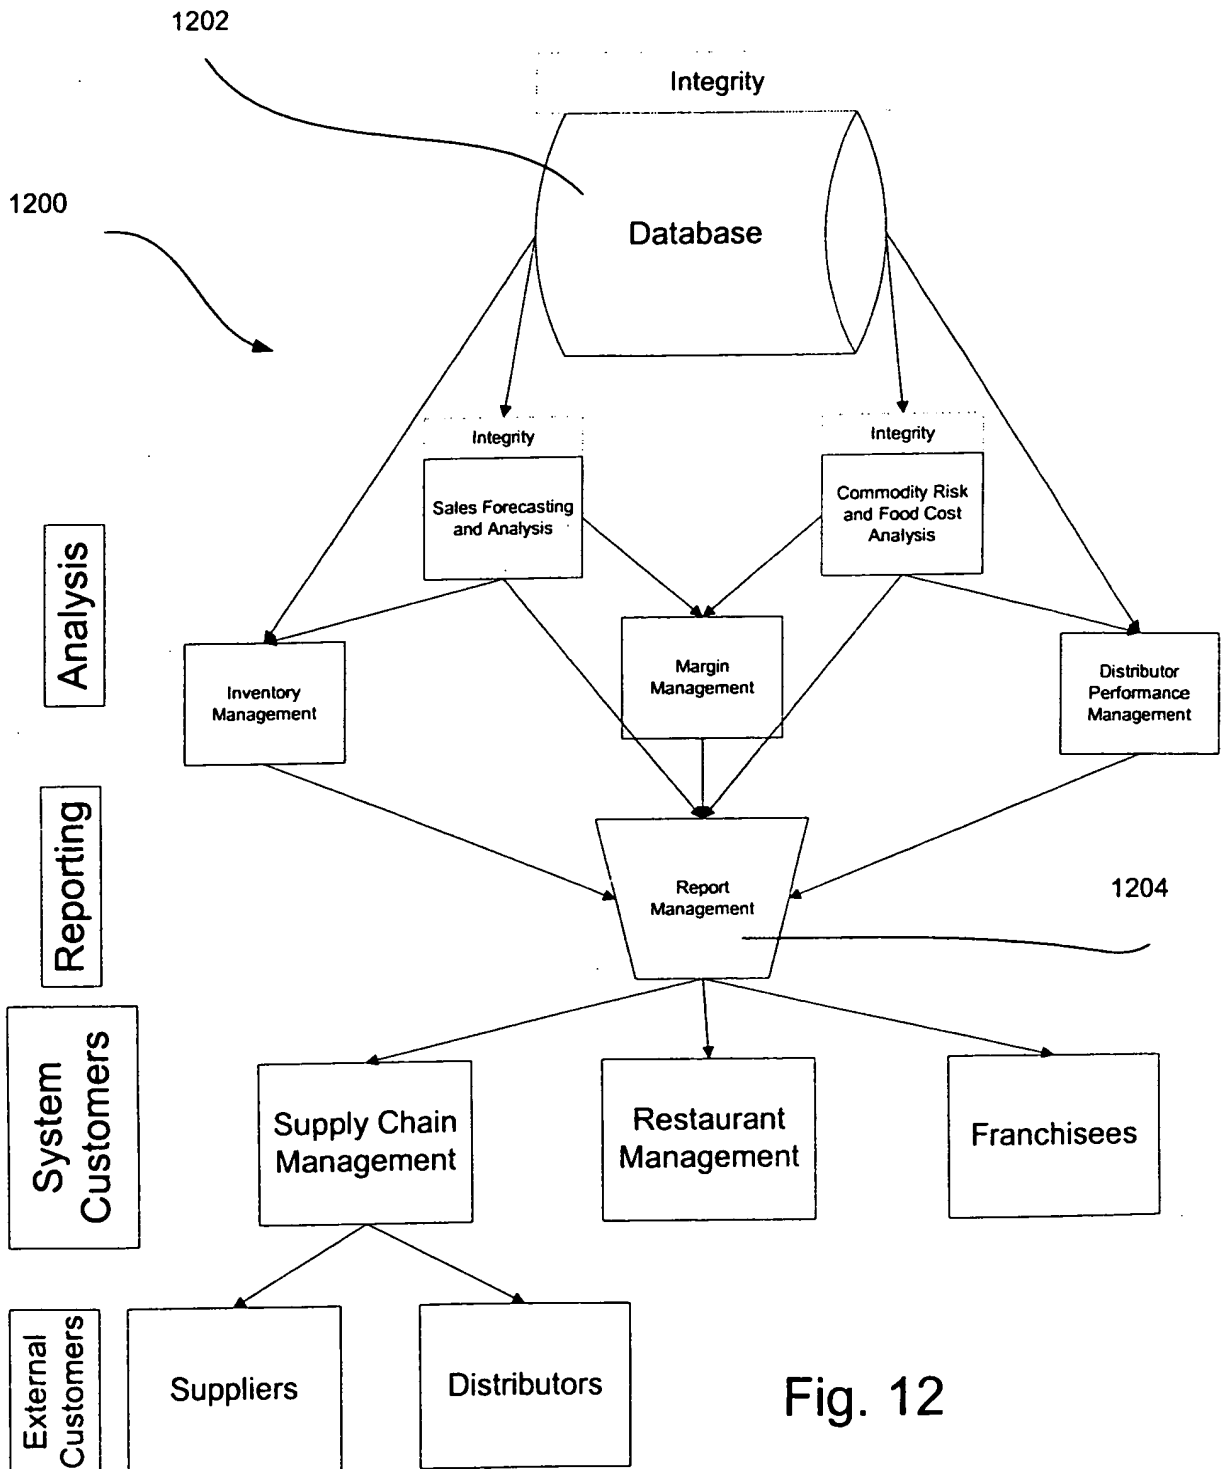 1202
Integrity
1200
Database
Integrity
Integrity
Sales Forecasting
and Analysis
Commodity Risk
and Food Cost
Analysis
Analysis
Inventory
Management
Margin
Management
Distributor
Performance
Management
Reporting
Report
Management
1204
System
Customers
Supply Chain
Management
Restaurant
Management
Franchisees
External
Customers
Suppliers
Distributors
Fig. 12